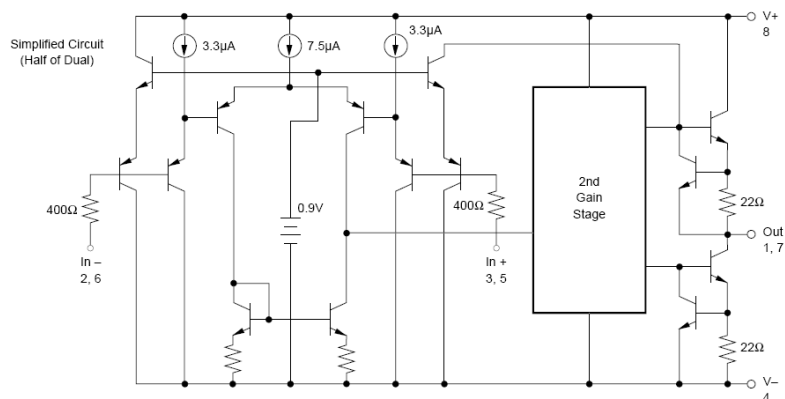 Simplified Circuit
(Half of Dual)
3.3µA
7.5µA
3.3µA
V+
8
400Ω
In –
2, 6
0.9V
400Ω
In +
3, 5
2nd
Gain
Stage
22Ω
Out
1, 7
22Ω
V–
4